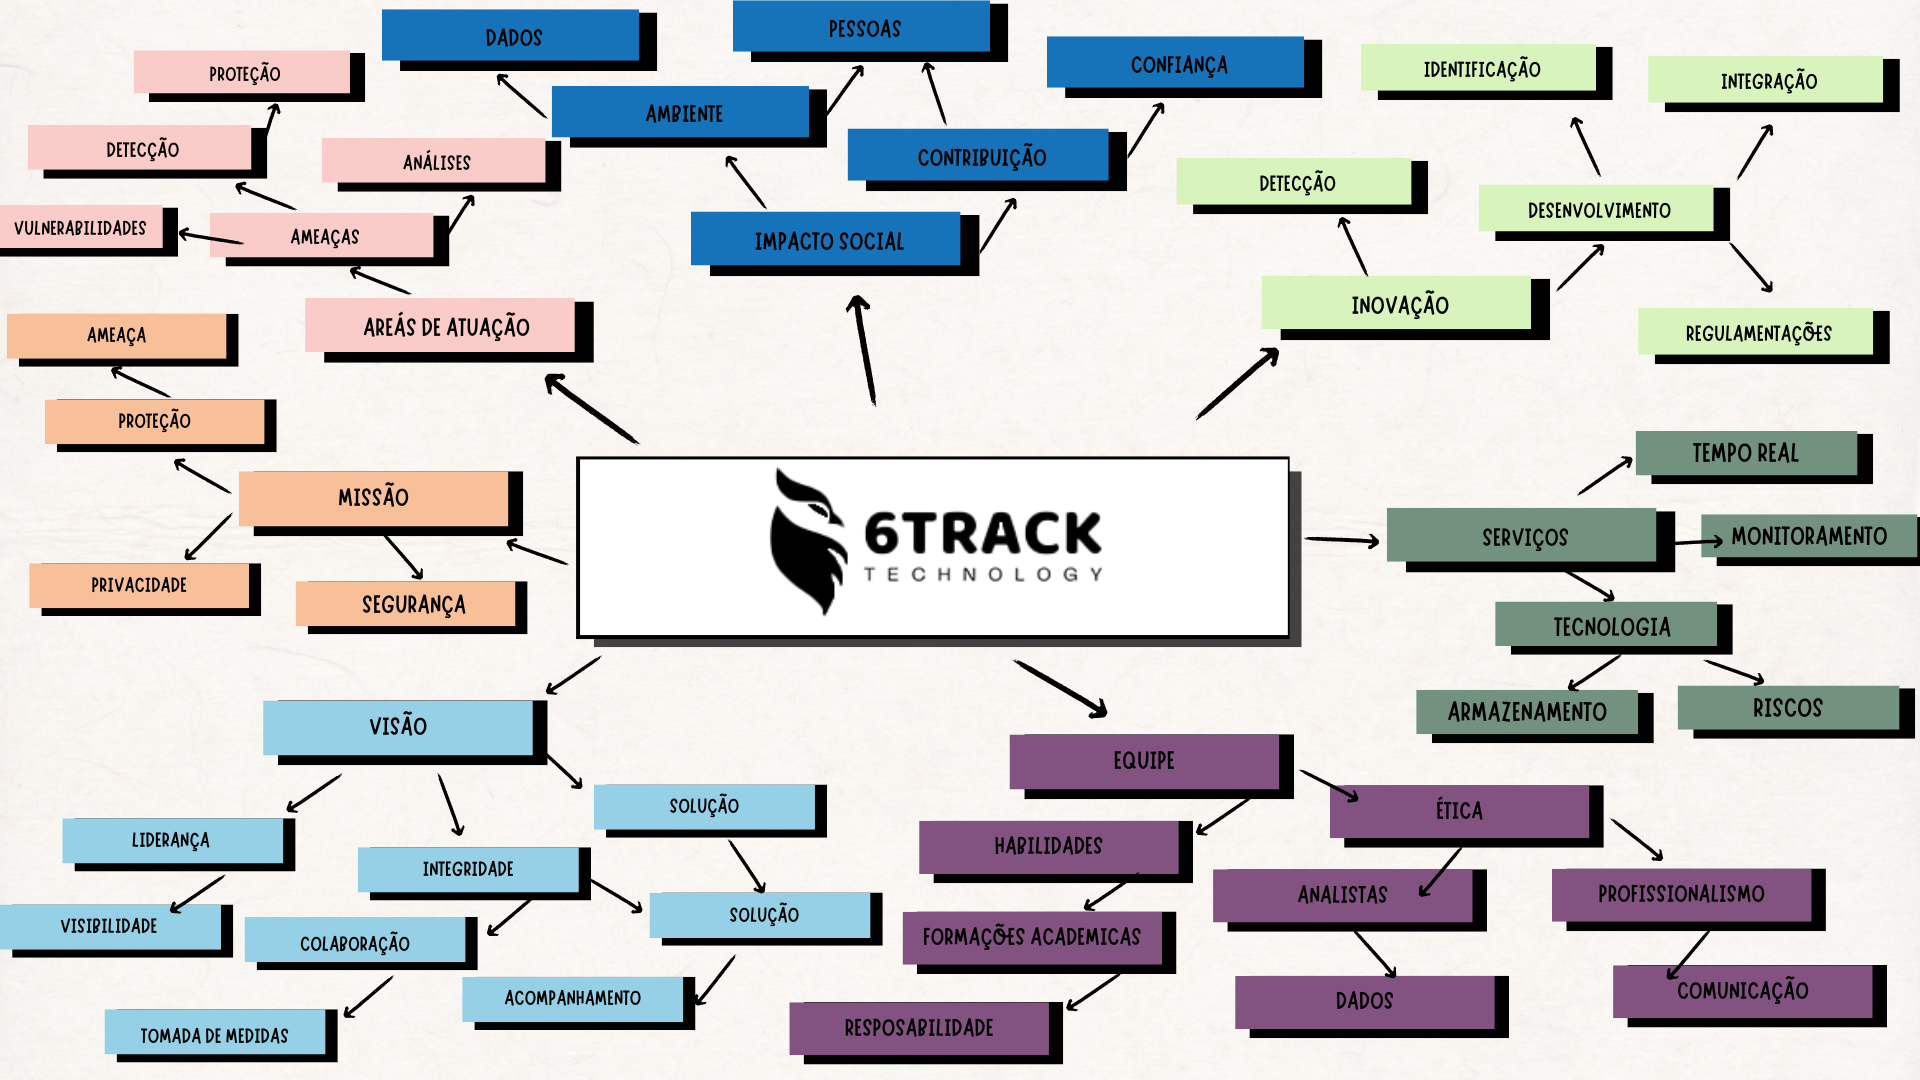 DADOS
PESSOAS
CONFIANÇA
AMBIENTE
CONTRIBUIÇÃO
IMPACTO SOCIAL
PROTEÇÃO
DETECÇÃO
ANÁLISES
VULNERABILIDADES
AMEAÇAS
AREÁS DE ATUAÇÃO
IDENTIFICAÇÃO
INTEGRAÇÃO
DETECÇÃO
DESENVOLVIMENTO
INOVAÇÃO
REGULAMENTAÇÕES
AMEAÇA
PROTEÇÃO
MISSÃO
PRIVACIDADE
SEGURANÇA
6TRACK
TECHNOLOGY
TEMPO REAL
SERVIÇOS
MONITORAMENTO
TECNOLOGIA
ARMAZENAMENTO
RISCOS
VISÃO
SOLUÇÃO
LIDERANÇA
INTEGRIDADE
VISIBILIDADE
COLABORAÇÃO
SOLUÇÃO
ACOMPANHAMENTO
TOMADA DE MEDIDAS
EQUIPE
ÉTICA
HABILIDADES
ANALISTAS
PROFISSIONALISMO
FORMAÇÕES ACADEMICAS
DADOS
COMUNICAÇÃO
RESPOSABILIDADE